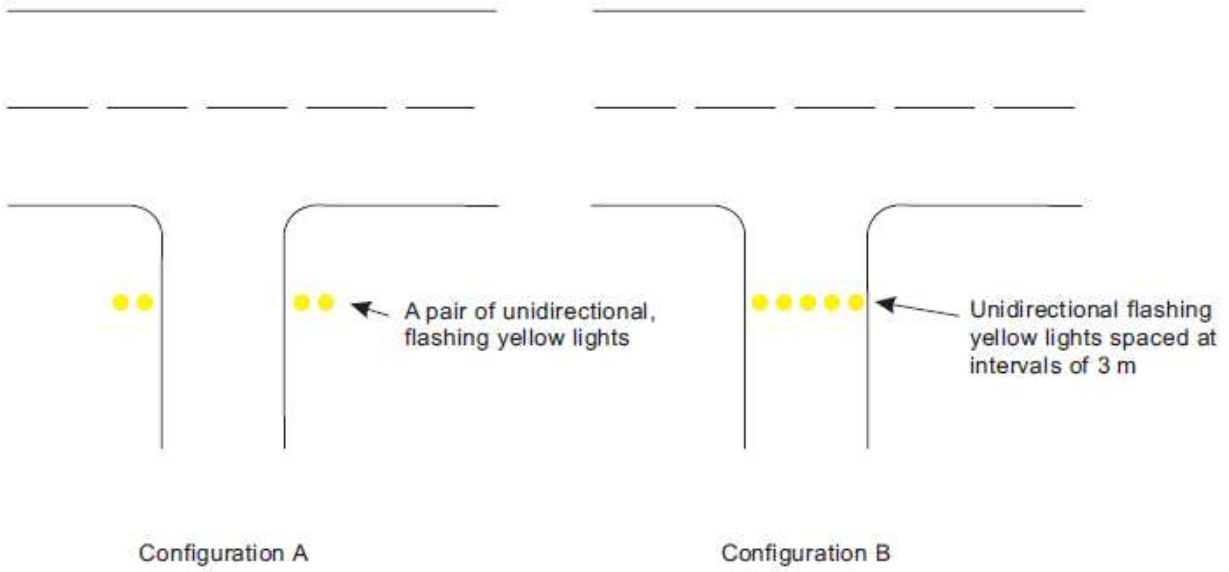 A pair of unidirectional,
flashing yellow lights
Unidirectional flashing
yellow lights spaced at
intervals of 3 m
Configuration A
Configuration B